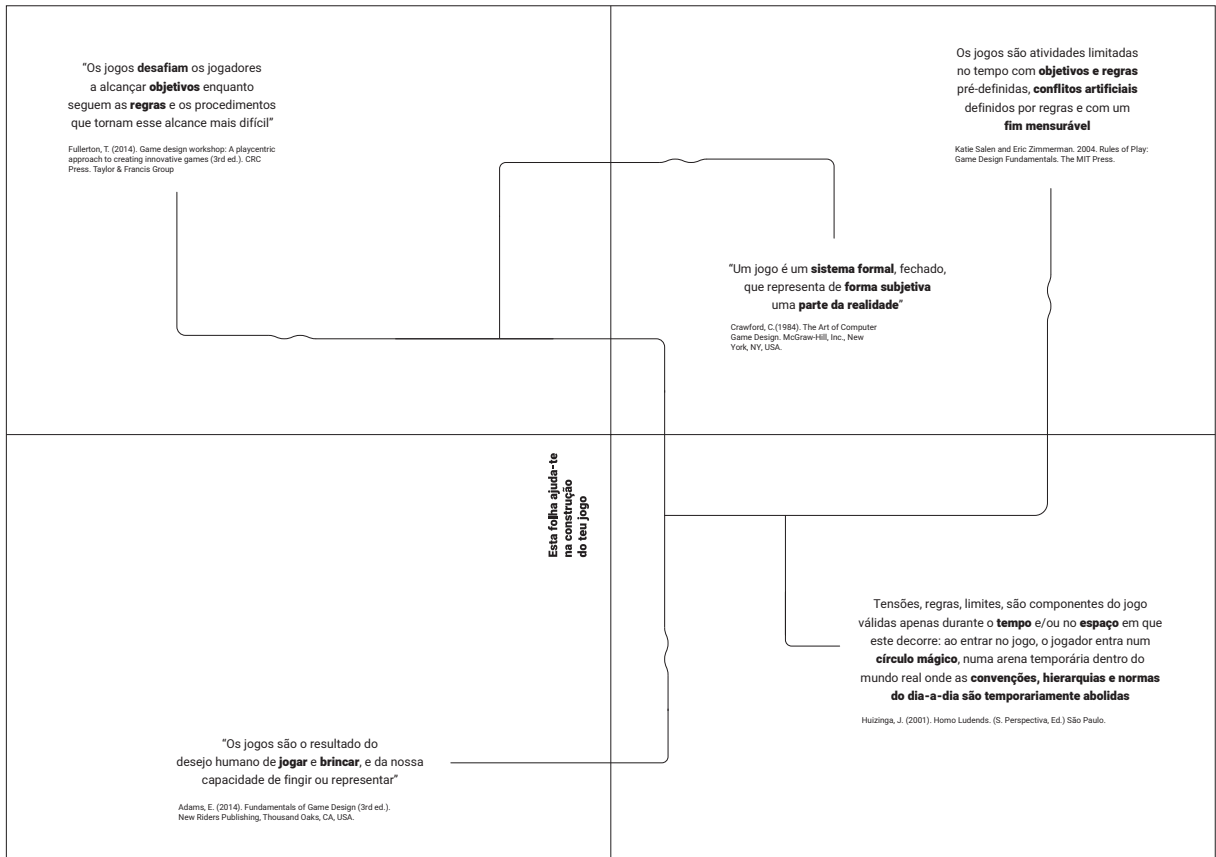 “Os jogos desafiam os jogadores
a alcançar objetivos enquanto
seguem as regras e os procedimentos
que tornam esse alcance mais difícil”
Fullerton, T. (2014). Game design workshop: A playcentric
approach to creating innovative games (3rd ed.). CRC
Press. Taylor & Francis Group
Os jogos são atividades limitadas
no tempo com objetivos e regras
pré-definidas, conflitos artificiais
definidos por regras e com um
fim mensurável
Katie Salen and Eric Zimmerman. 2004. Rules of Play:
Game Design Fundamentals. The MIT Press.
“Um jogo é um sistema formal, fechado,
que representa de forma subjetiva
uma parte da realidade”
Crawford, C.(1984). The Art of Computer
Game Design. McGraw-Hill, Inc., New
York, NY, USA.
Esta folha ajuda-te
na construção
do teu jogo
Tensões, regras, limites, são componentes do jogo
válidas apenas durante o tempo e/ou no espaço em que
este decorre: ao entrar no jogo, o jogador entra num
círculo mágico, numa arena temporária dentro do
mundo real onde as convenções, hierarquias e normas
do dia-a-dia são temporariamente abolidas
Huizinga, J. (2001). Homo Ludends. (S. Perspectiva, Ed.) São Paulo.
“Os jogos são o resultado do
desejo humano de jogar e brincar, e da nossa
capacidade de fingir ou representar”
Adams, E. (2014). Fundamentals of Game Design (3rd ed.).
New Riders Publishing, Thousand Oaks, CA, USA.